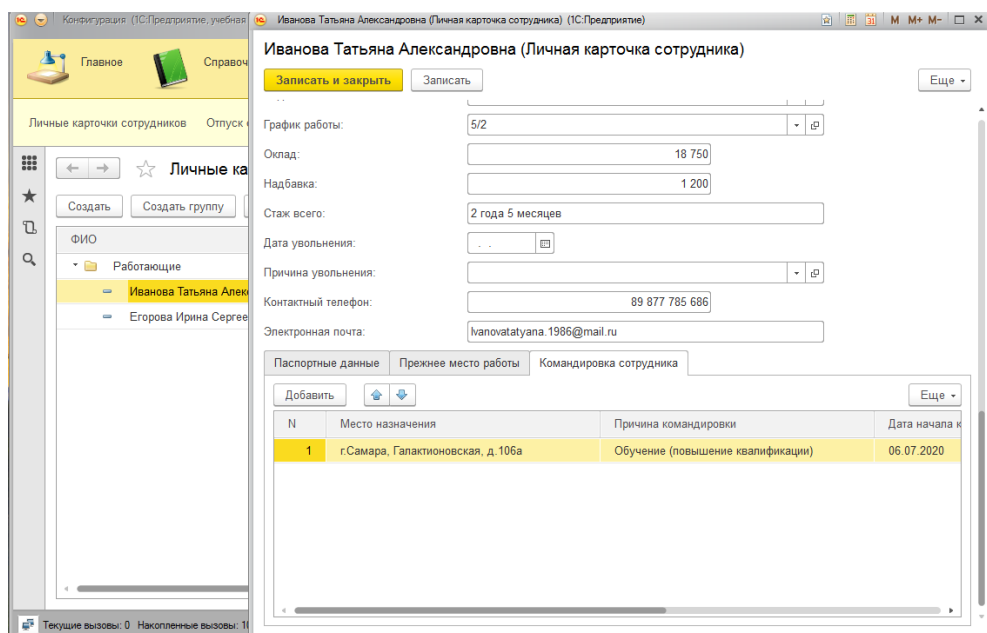 Конфигурация (1С:Предприятие, учебная
Иванова Татьяна Александровна (Личная карточка сотрудника) (1С:Предприятие)
31 M M+ M-
Главное
Справоч
Личные карточки сотрудников Отпуск
Личные ка
Создать Создать группу
ФИО
Работающие
Иванова Татьяна Алек
Егорова Ирина Сергее
Текущие вызовы: 0 Накопленные вызовы: 10
Иванова Татьяна Александровна (Личная карточка сотрудника)
Записать и закрыть Записать Еще
График работы: 5/2
Оклад: 18 750
Надбавка: 1 200
Стаж всего: 2 года 5 месяцев
Дата увольнения: . .
Причина увольнения:
Контактный телефон: 89 877 785 686
Электронная почта: Ivanovatatyana.1986@mail.ru
Паспортные данные Прежнее место работы Командировка сотрудника
Добавить Еще
N Место назначения Причина командировки Дата начала к
1 г.Самара, Галактионовская, д.106а Обучение (повышение квалификации) 06.07.2020